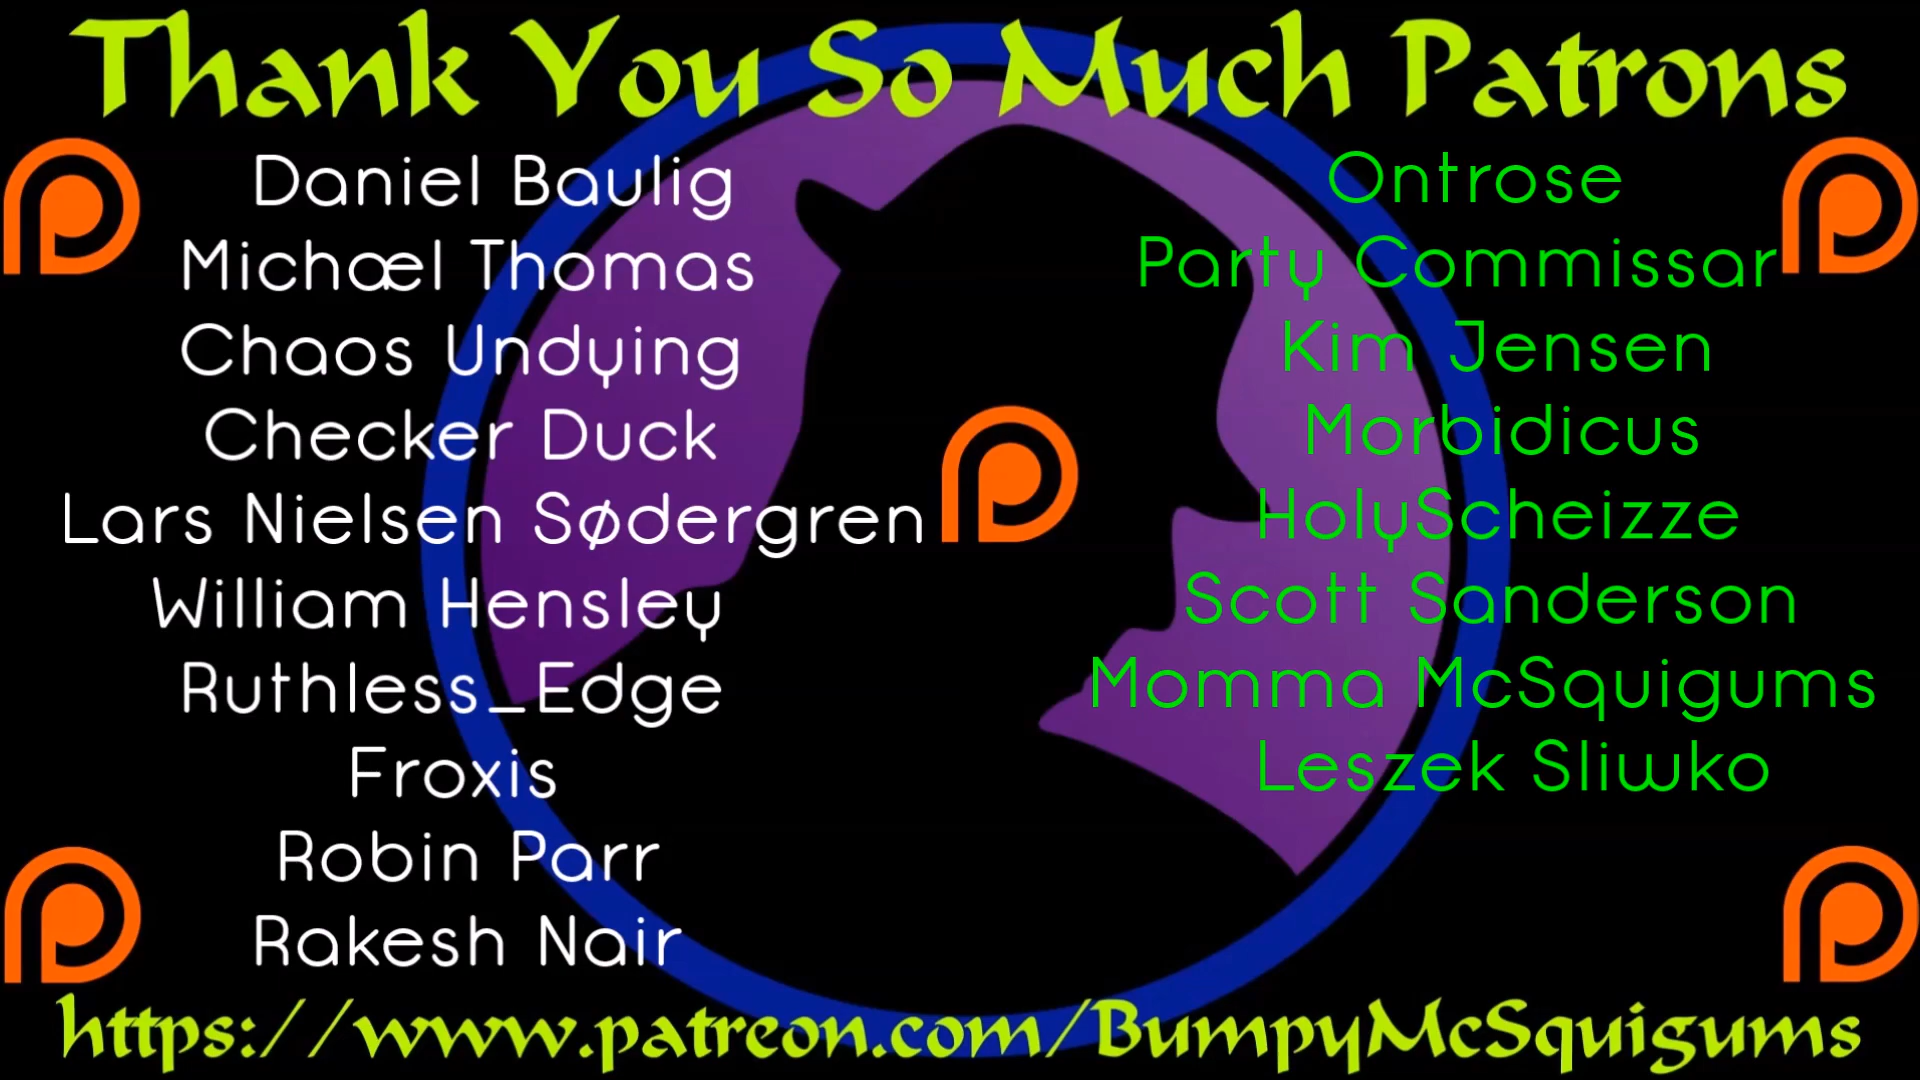 Thank You So Much Patrons
Daniel Baulig
Michael Thomas
Chaos Undying
Checker Duck
Lars Nielsen Sødergren
William Hensley
Ruthless_Edge
Froxis
Robin Parr
Rakesh Nair
Ontrose
Party Commissar
Kim Jensen
Morbidicus
HolyScheizze
Scott Sanderson
Momma McSquigums
Leszek Sliwko
https://www.patreon.com/BumpyMcSquigums